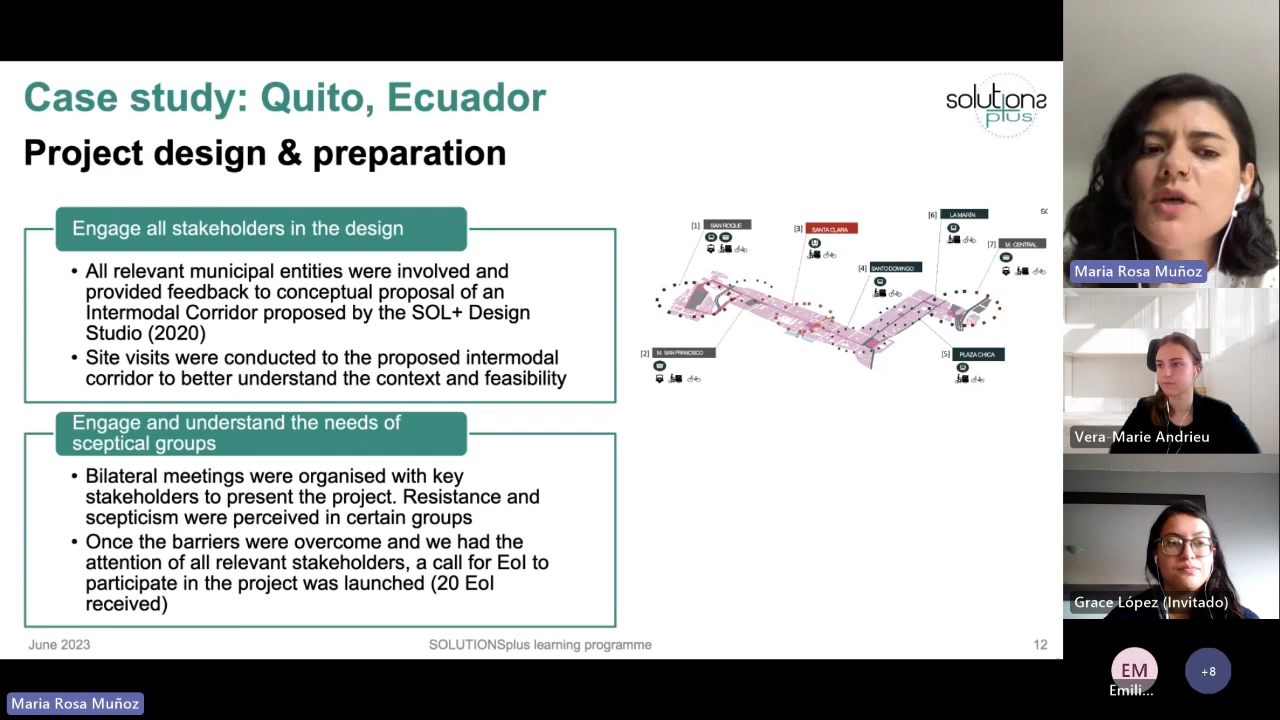 Case study: Quito, Ecuador
solutions
plus
Project design & preparation
Engage all stakeholders in the design
• All relevant municipal entities were involved and
provided feedback to conceptual proposal of an
Intermodal Corridor proposed by the SOL+ Design
Studio (2020)
• Site visits were conducted to the proposed intermodal
corridor to better understand the context and feasibility
Engage and understand the needs of
sceptical groups
• Bilateral meetings were organised with key
stakeholders to present the project. Resistance and
scepticism were perceived in certain groups
• Once the barriers were overcome and we had the
attention of all relevant stakeholders, a call for EoI to
participate in the project was launched (20 EoI
received)
[1] SAN ROQUE
[3] SANTA CLARA
[6] LA MARÍN
[7] M. CENTRAL
[4] SANTO DOMINGO
[2] M. SAN FRANCISCO
[5] PLAZA CHICA
June 2023
SOLUTIONSplus learning programme
12
Maria Rosa Muñoz
Vera-Marie Andrieu
Grace López (Invitado)
EM
Emili...
+8
Maria Rosa Muñoz